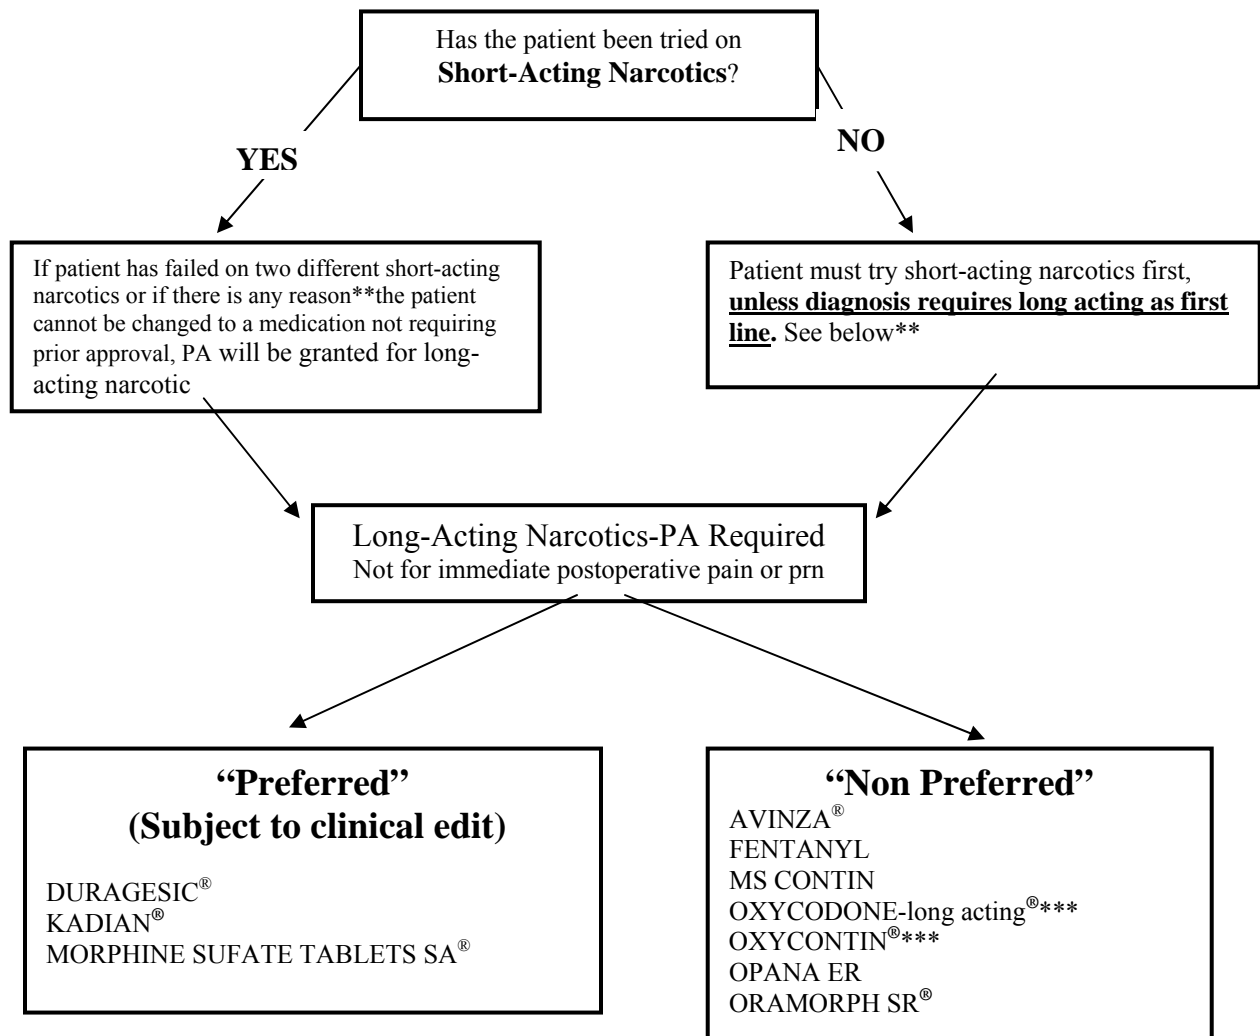 Has the patient been tried on
Short-Acting Narcotics?
YES
NO
If patient has failed on two different short-acting
narcotics or if there is any reason**the patient
cannot be changed to a medication not requiring
prior approval, PA will be granted for long-
acting narcotic
Patient must try short-acting narcotics first,
unless diagnosis requires long acting as first
line. See below**
Long-Acting Narcotics-PA Required
Not for immediate postoperative pain or prn
“Preferred”
(Subject to clinical edit)
DURAGESIC®
KADIAN®
MORPHINE SUFATE TABLETS SA®
“Non Preferred”
AVINZA®
FENTANYL
MS CONTIN
OXYCODONE-long acting®***
OXYCONTIN®***
OPANA ER
ORAMORPH SR®